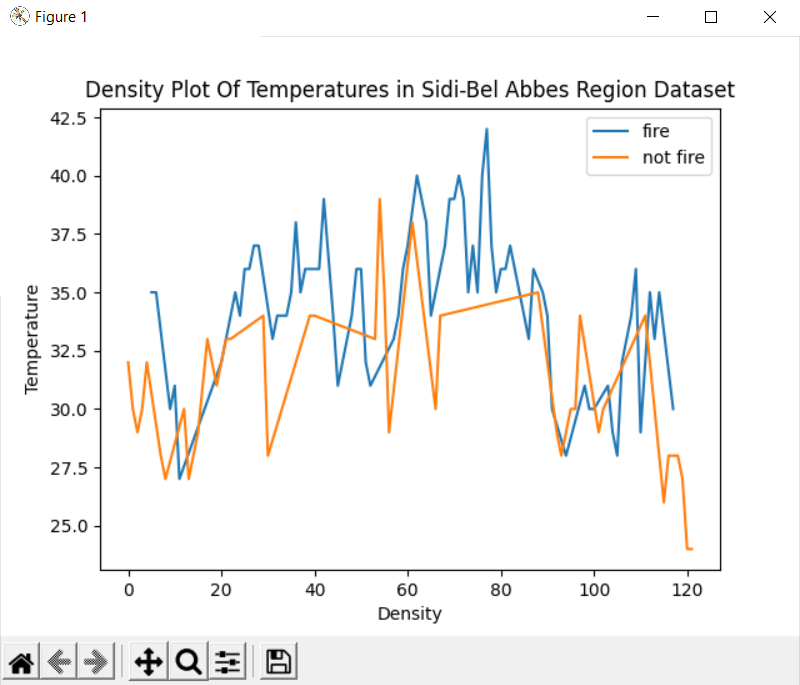 Figure 1
Density Plot Of Temperatures in Sidi-Bel Abbes Region Dataset
fire
not fire
42.5
40.0
37.5
35.0
32.5
30.0
27.5
25.0
Temperature
0 20 40 60 80 100 120
Density